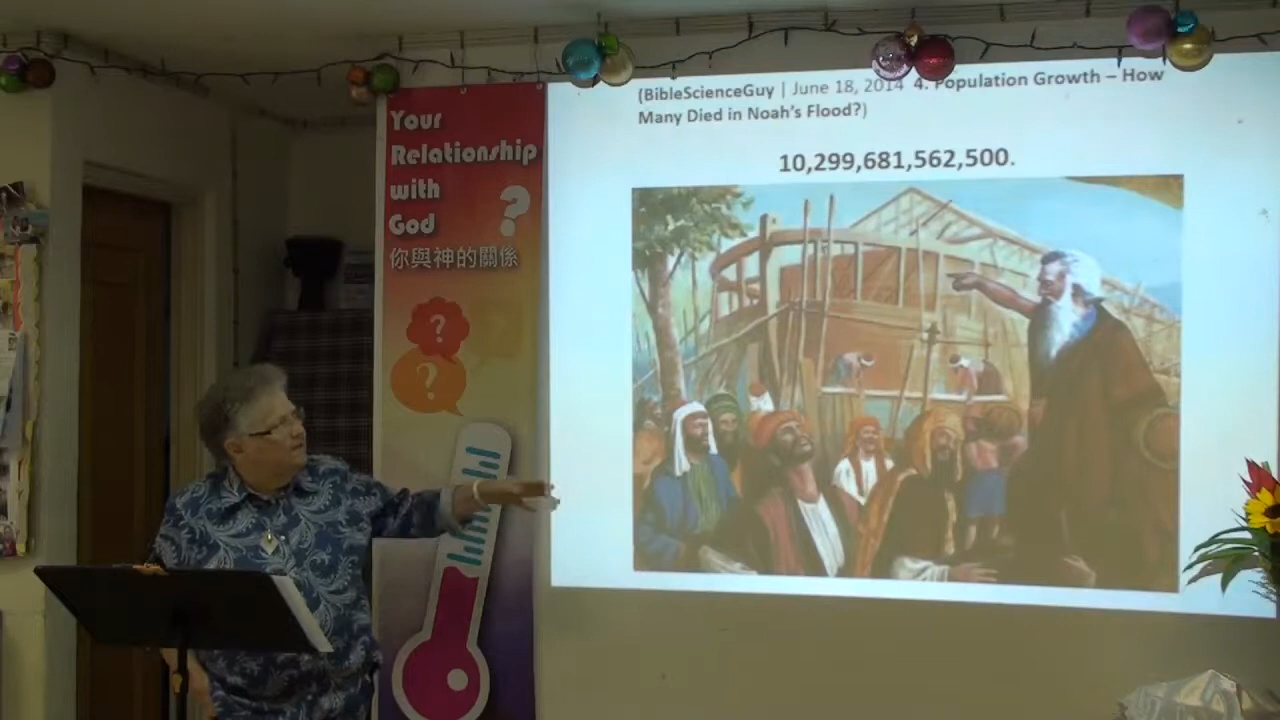 Your
Relationship
with
God
?
你與神的關係
?
?
(BibleScienceGuy | June 18, 2014 4. Population Growth – How
Many Died in Noah's Flood?)
10,299,681,562,500.